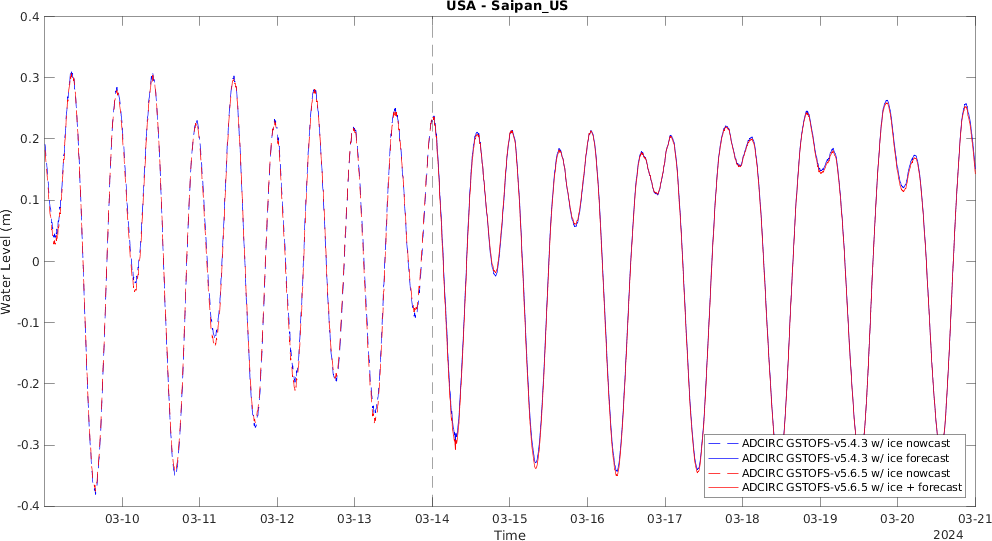 USA - Saipan_US
0.4
0.3
0.2
0.1
0
-0.1
-0.2
-0.3
-0.4
Water Level (m)
ADCIRC GSTOFS-v5.4.3 w/ ice nowcast
ADCIRC GSTOFS-v5.4.3 w/ ice forecast
ADCIRC GSTOFS-v5.6.5 w/ ice nowcast
ADCIRC GSTOFS-v5.6.5 w/ ice + forecast
03-10 03-11 03-12 03-13 03-14 03-15 03-16 03-17 03-18 03-19 03-20 03-21
Time
2024